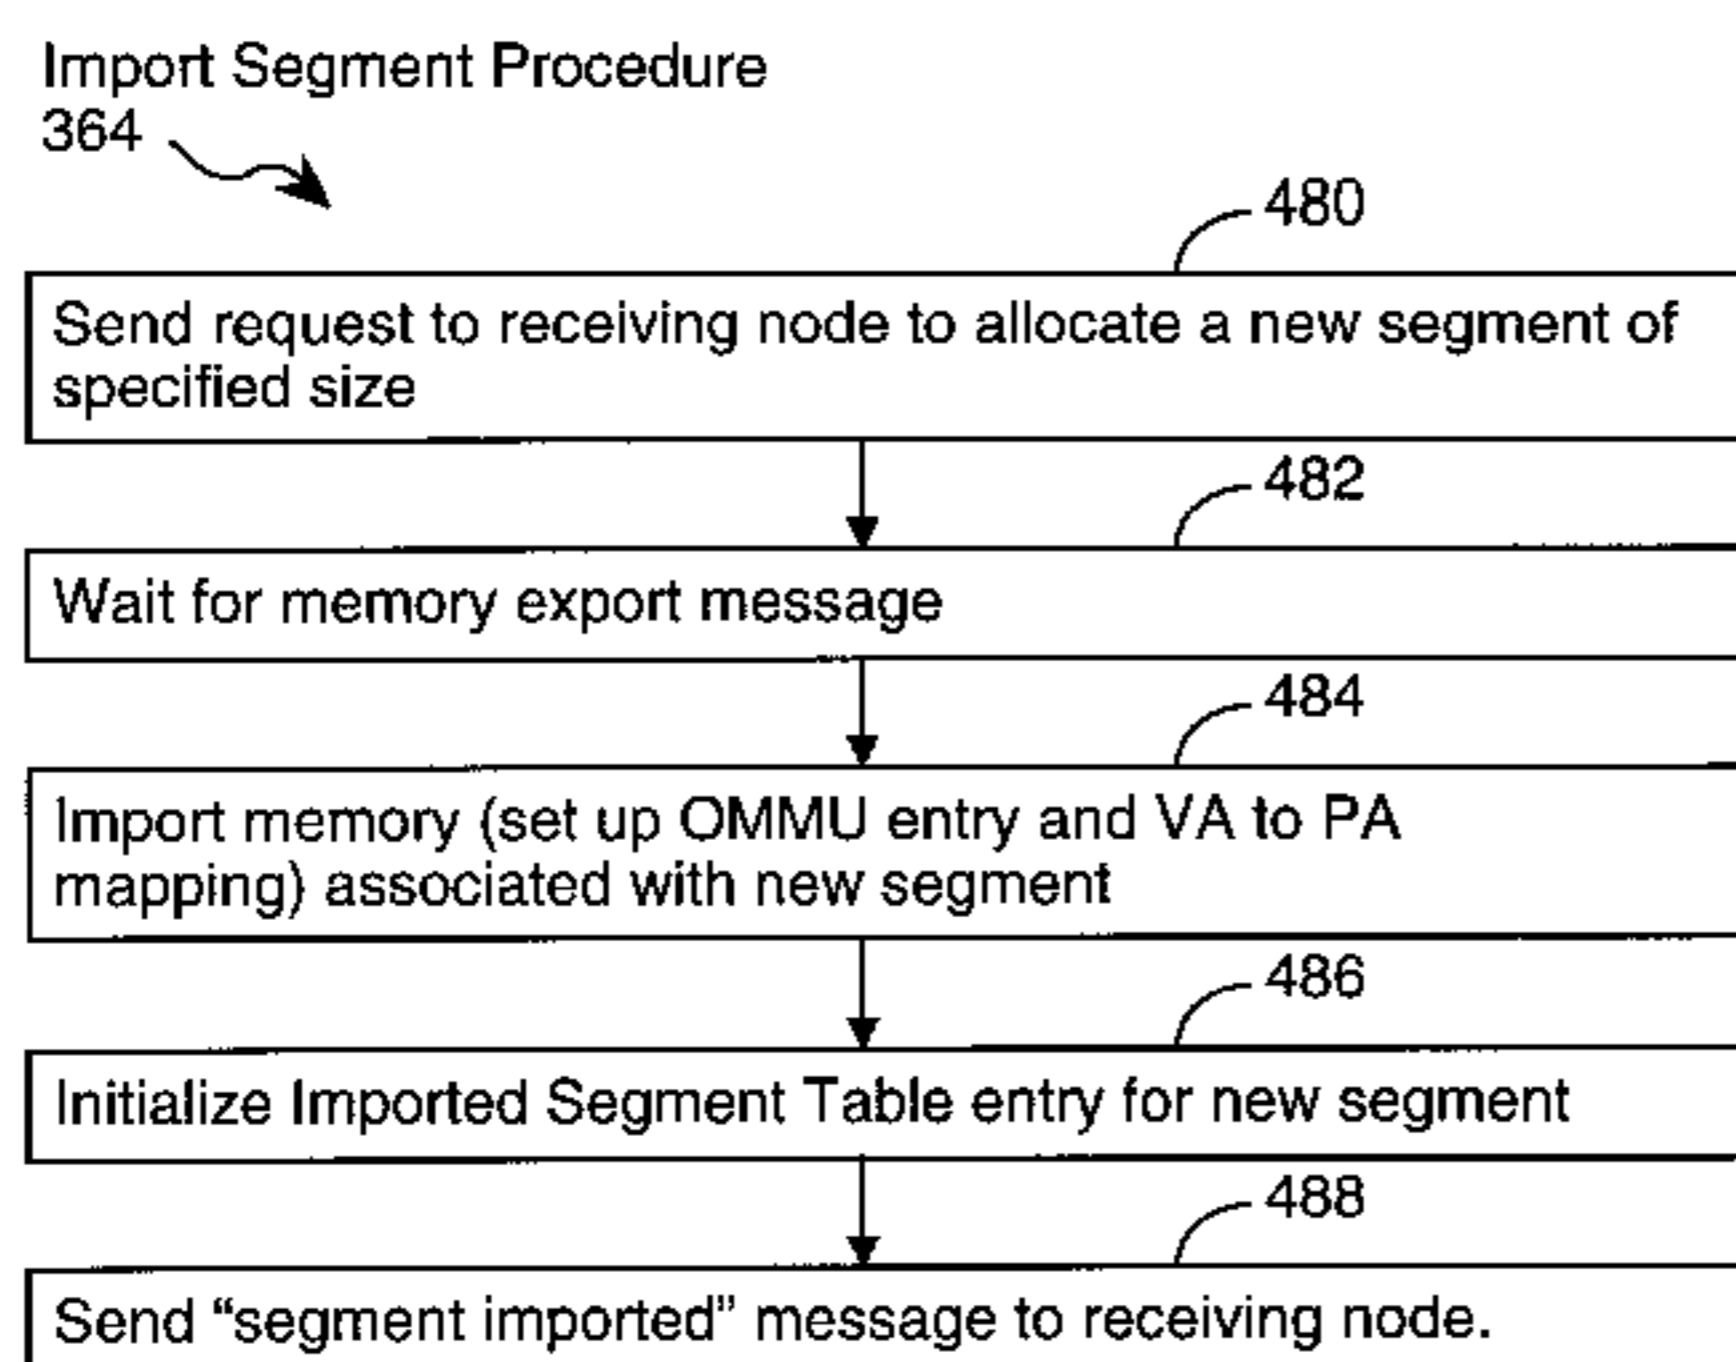 Import Segment Procedure
364
480
Send request to receiving node to allocate a new segment of
specified size
482
Wait for memory export message
484
Import memory (set up OMMU entry and VA to PA
mapping) associated with new segment
486
Initialize Imported Segment Table entry for new segment
488
Send “segment imported” message to receiving node.